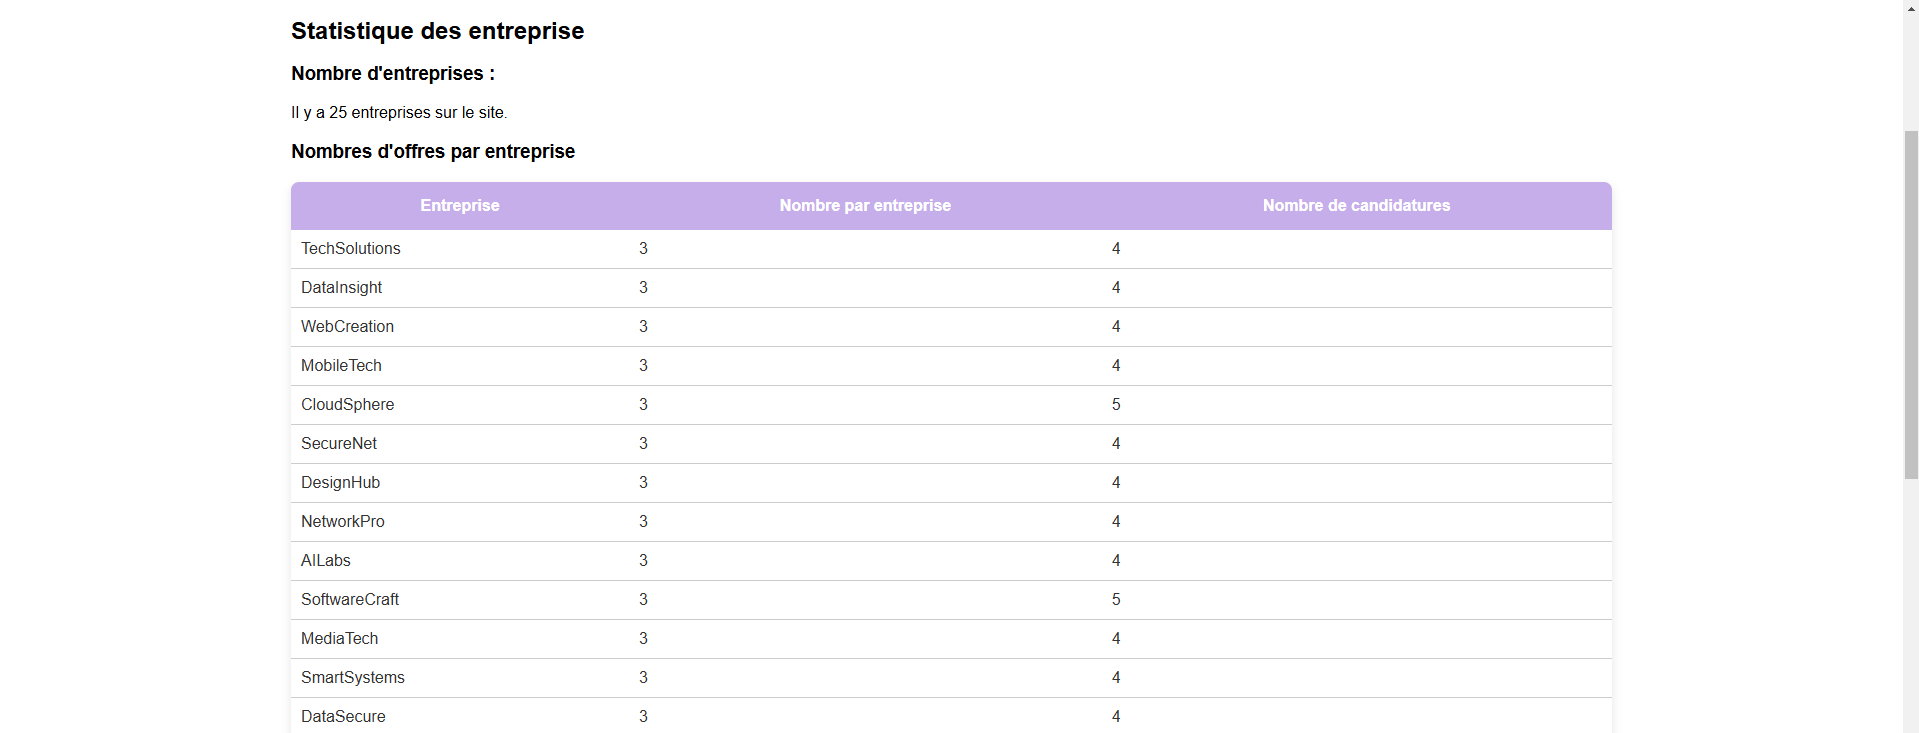 Statistique des entreprise
Nombre d'entreprises :
Il y a 25 entreprises sur le site.
Nombres d'offres par entreprise
Entreprise Nombre par entreprise Nombre de candidatures
TechSolutions 3 4
DataInsight 3 4
WebCreation 3 4
MobileTech 3 4
CloudSphere 3 5
SecureNet 3 4
DesignHub 3 4
NetworkPro 3 4
AILabs 3 4
SoftwareCraft 3 5
MediaTech 3 4
SmartSystems 3 4
DataSecure 3 4